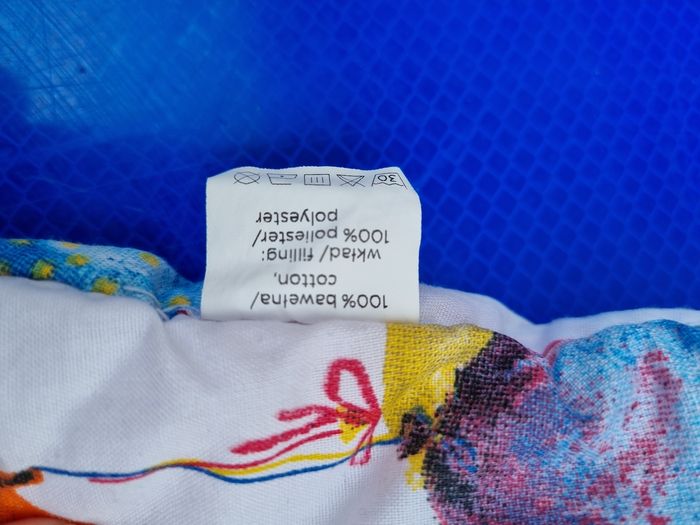 100% bawełna/
cotton,
wkład/ filling:
100% poliester/
polyester
30